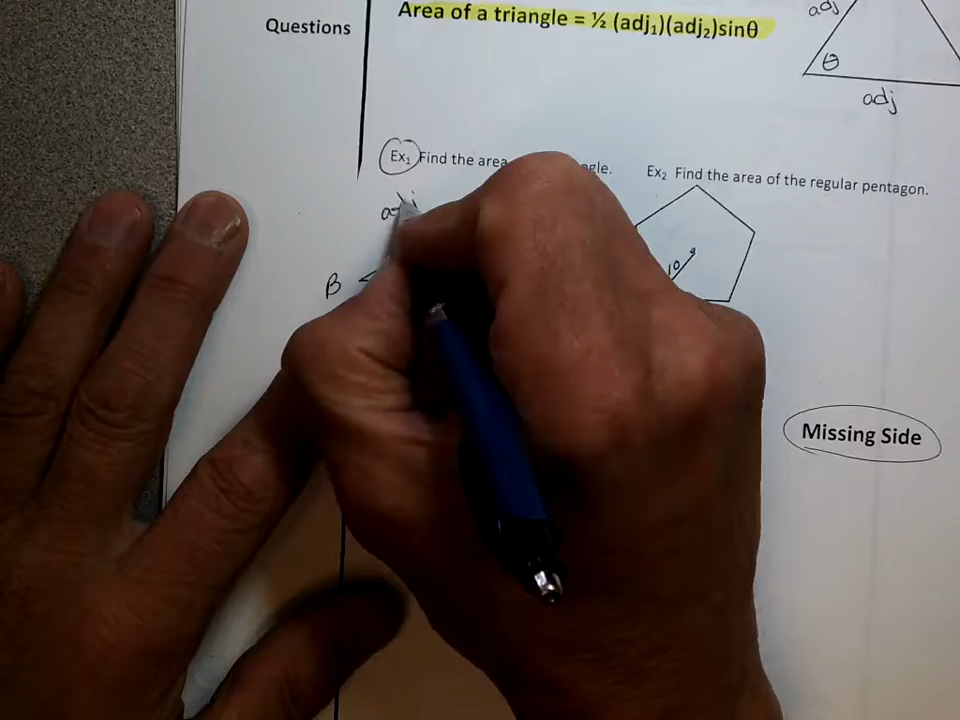 Questions
Area of a triangle = ½ (adj₁)(adj₂)sinθ
adj
θ
adj
Ex₁ Find the area
Ex₂ Find the area of the regular pentagon.
B
10
Missing Side